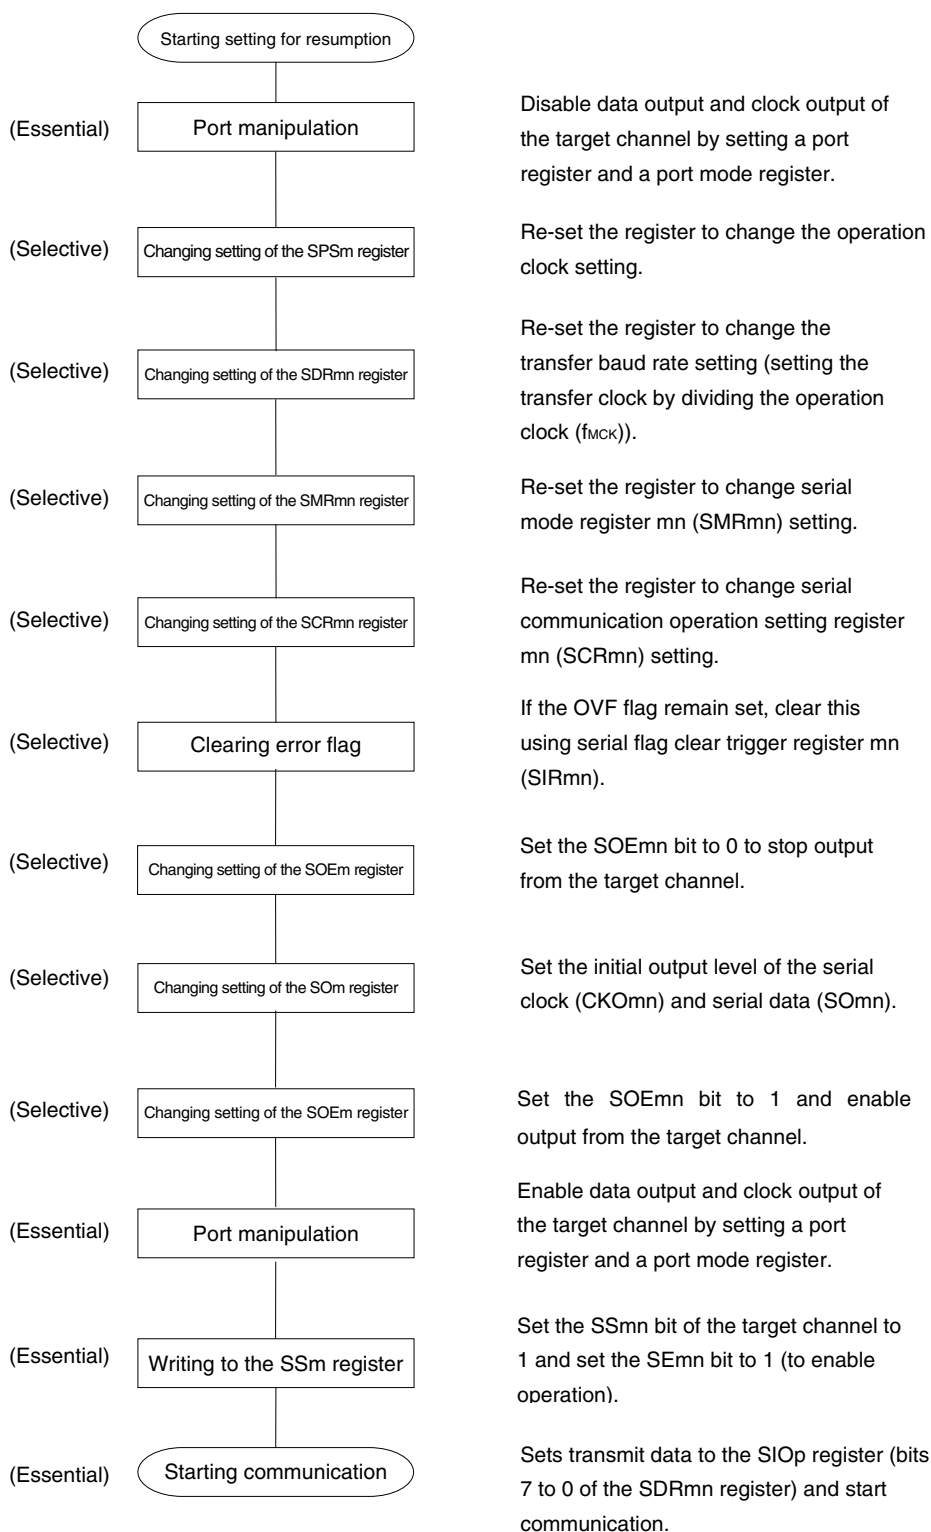 Starting setting for resumption
(Essential)
Port manipulation
Disable data output and clock output of
the target channel by setting a port
register and a port mode register.
(Selective)
Changing setting of the SPSm register
Re-set the register to change the operation
clock setting.
(Selective)
Changing setting of the SDRmn register
Re-set the register to change the
transfer baud rate setting (setting the
transfer clock by dividing the operation
clock (fMCK)).
(Selective)
Changing setting of the SMRmn register
Re-set the register to change serial
mode register mn (SMRmn) setting.
(Selective)
Changing setting of the SCRmn register
Re-set the register to change serial
communication operation setting register
mn (SCRmn) setting.
(Selective)
Clearing error flag
If the OVF flag remain set, clear this
using serial flag clear trigger register mn
(SIRmn).
(Selective)
Changing setting of the SOEm register
Set the SOEmn bit to 0 to stop output
from the target channel.
(Selective)
Changing setting of the SOm register
Set the initial output level of the serial
clock (CKOmn) and serial data (SOmn).
(Selective)
Changing setting of the SOEm register
Set the SOEmn bit to 1 and enable
output from the target channel.
(Essential)
Port manipulation
Enable data output and clock output of
the target channel by setting a port
register and a port mode register.
(Essential)
Writing to the SSm register
Set the SSmn bit of the target channel to
1 and set the SEmn bit to 1 (to enable
operation).
(Essential)
Starting communication
Sets transmit data to the SIOp register (bits
7 to 0 of the SDRmn register) and start
communication.